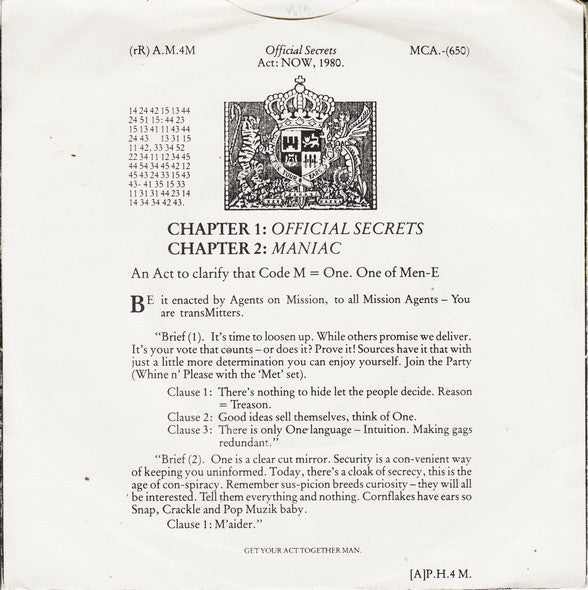 (rR) A.M.4M
Official Secrets
Act: NOW, 1980.
MCA.-(650)
14 24 42 15 13 44
24 51 15: 44 23
15 13 41 11 43 44
24 43 13 31 15
11 42, 33 34 52
22 34 11 12 34 45
44 54 34 45 42 12
45 43 24 33 15 43
43- 41 35 15 33
11 31 31 44 23 14
14 34 34 42 43.
CHAPTER 1: OFFICIAL SECRETS
CHAPTER 2: MANIAC
An Act to clarify that Code M = One. One of Men-E
BE it enacted by Agents on Mission, to all Mission Agents – You
are transMitters.
"Brief (1). It's time to loosen up. While others promise we deliver.
It's your vote that counts – or does it? Prove it! Sources have it that with
just a little more determination you can enjoy yourself. Join the Party
(Whine n' Please with the 'Met' set).
Clause 1: There's nothing to hide let the people decide. Reason
= Treason.
Clause 2: Good ideas sell themselves, think of One.
Clause 3: There is only One language – Intuition. Making gags
redundant."
"Brief (2). One is a clear cut mirror. Security is a con-venient way
of keeping you uninformed. Today, there's a cloak of secrecy, this is the
age of con-spiracy. Remember sus-picion breeds curiosity – they will all
be interested. Tell them everything and nothing. Cornflakes have ears so
Snap, Crackle and Pop Muzik baby.
Clause 1: M'aider."
GET YOUR ACT TOGETHER MAN.
[A]P.H.4 M.